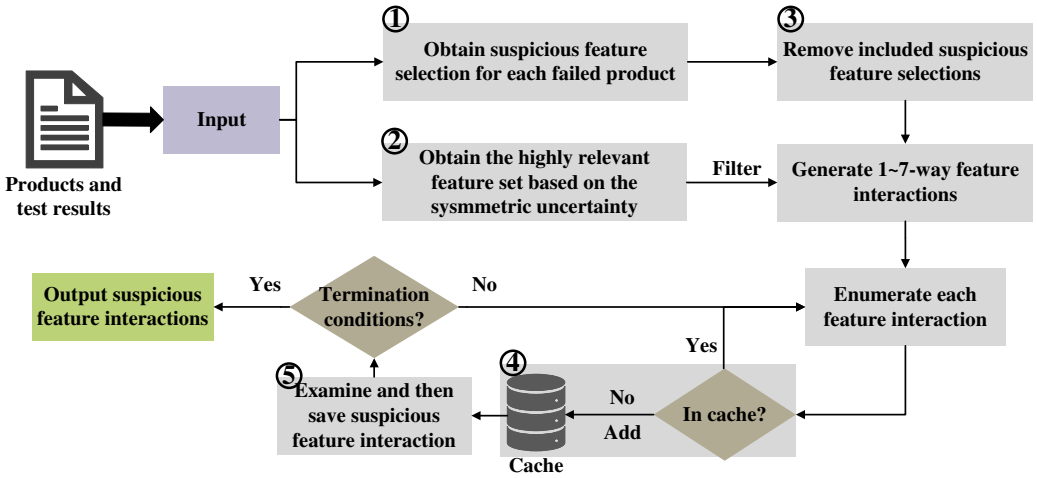 ①
Obtain suspicious feature
selection for each failed product
③
Remove included suspicious
feature selections
Input
Products and
test results
②
Obtain the highly relevant
feature set based on the
sysmmetric uncertainty
Filter
Generate 1~7-way feature
interactions
Output suspicious
feature interactions
Yes
Termination
conditions?
No
Enumerate each
feature interaction
Yes
⑤
Examine and then
save suspicious
feature interaction
④
No
Add
Cache
In cache?